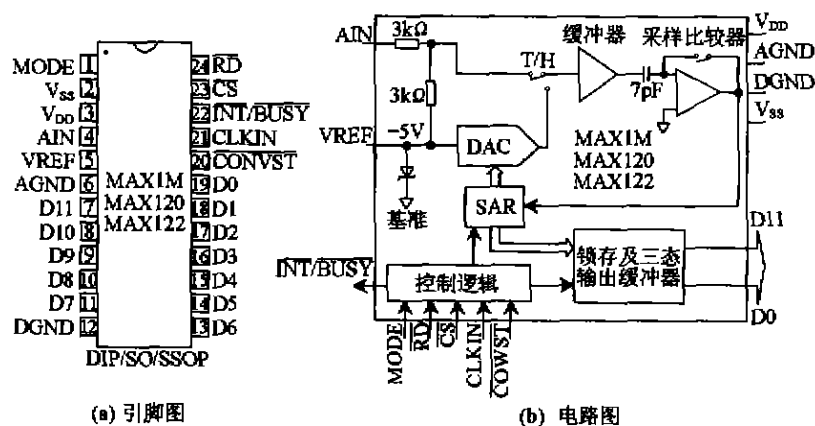 MODE 1 24 RD
VSS 2 23 CS
VDD 3 22 INT/BUSY
AIN 4 21 CLKIN
VREF 5 20 CONVST
AGND 6 19 D0
D11 7 18 D1
D10 8 17 D2
D9 9 16 D3
D8 10 15 D4
D7 11 14 D5
DGND 12 13 D6
MAX1M
MAX120
MAX122
DIP/SO/SSOP
(a) 引脚图
AIN
3kΩ
3kΩ
T/H
缓冲器
采样比较器
7pF
VDD
AGND
DGND
VSS
VREF
-5V
基准
DAC
SAR
MAX1M
MAX120
MAX122
INT/BUSY
控制逻辑
锁存及三态
输出缓冲器
D11
D0
MODE
RD
CS
CLKIN
COWST
(b) 电路图